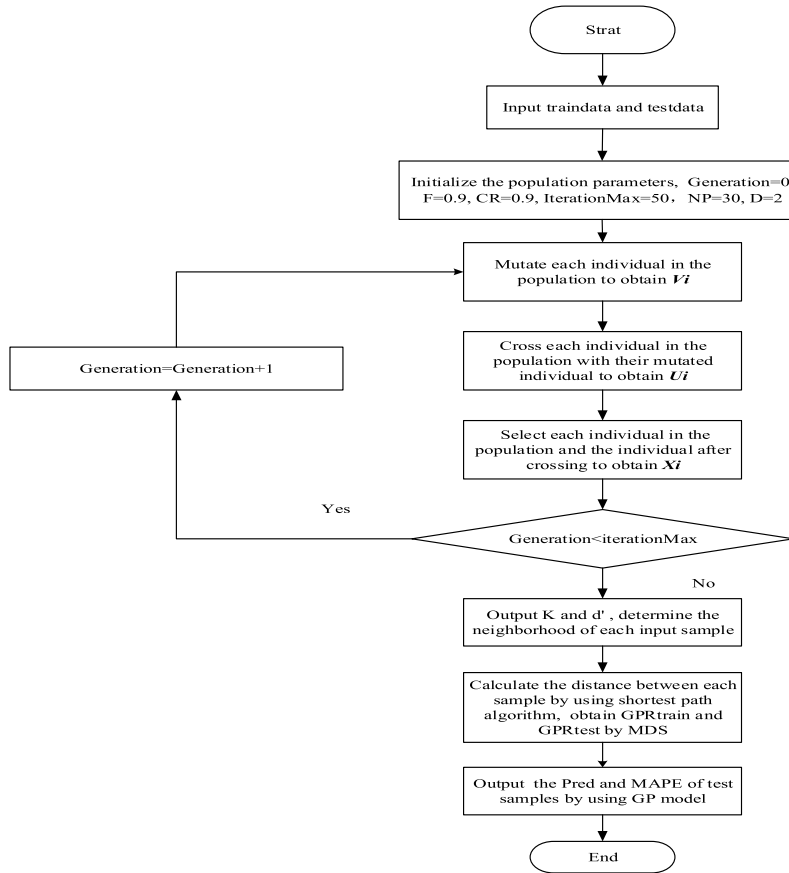 Strat
Input traindata and testdata
Initialize the population parameters, Generation=0
F=0.9, CR=0.9, IterationMax=50, NP=30, D=2
Mutate each individual in the
population to obtain Vi
Generation=Generation+1
Cross each individual in the
population with their mutated
individual to obtain Ui
Select each individual in the
population and the individual after
crossing to obtain Xi
Yes
Generation<iterationMax
No
Output K and d' , determine the
neighborhood of each input sample
Calculate the distance between each
sample by using shortest path
algorithm, obtain GPRtrain and
GPRtest by MDS
Output the Pred and MAPE of test
samples by using GP model
End